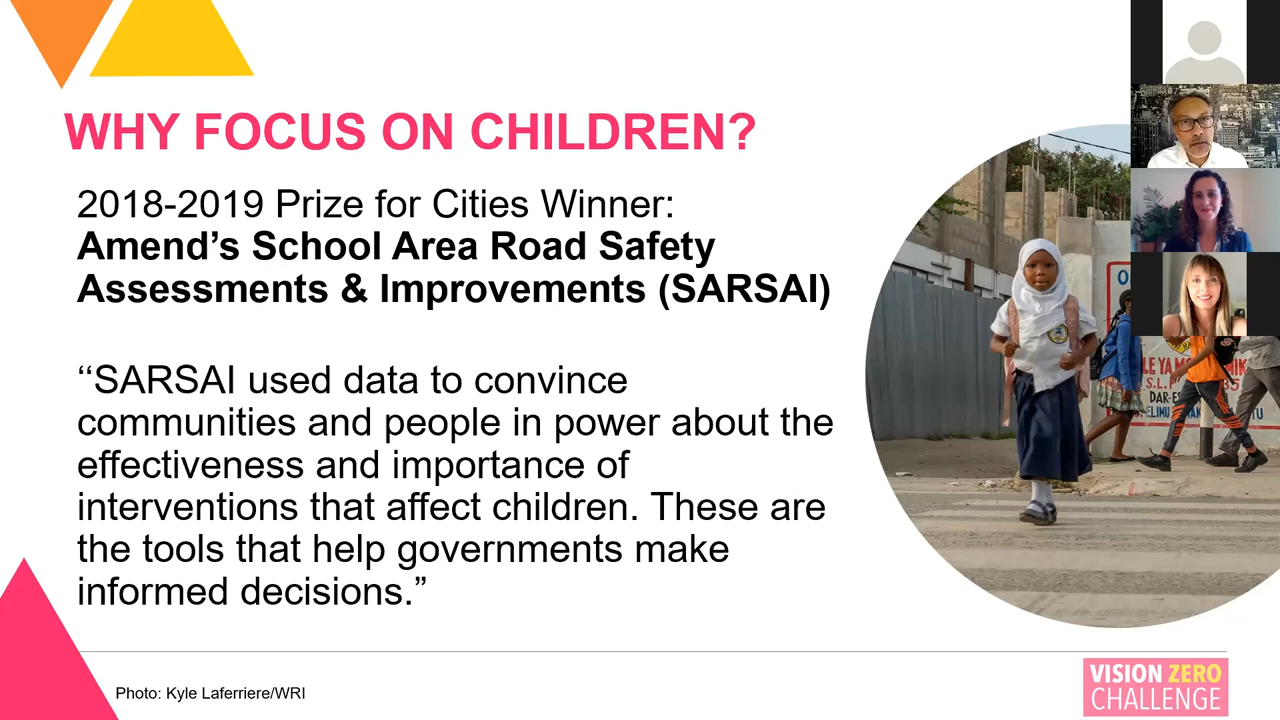 WHY FOCUS ON CHILDREN?
2018-2019 Prize for Cities Winner:
Amend’s School Area Road Safety
Assessments & Improvements (SARSAI)
‘‘SARSAI used data to convince
communities and people in power about the
effectiveness and importance of
interventions that affect children. These are
the tools that help governments make
informed decisions.”
Photo: Kyle Laferriere/WRI
VISION ZERO
CHALLENGE